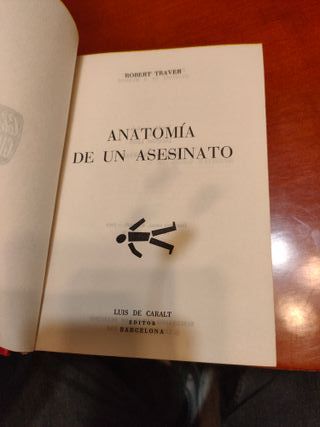 ROBERT TRAVER
ANATOMÍA
DE UN ASESINATO
LUIS DE CARALT
EDITOR
BARCELONA